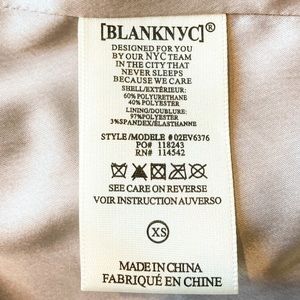 [BLANKNYC]®
DESIGNED FOR YOU
BY OUR NYC TEAM
IN THE CITY THAT
NEVER SLEEPS
BECAUSE WE CARE
SHELL/EXTÉRIEUR:
60% POLYURETHANE
40% POLYESTER
LINING/DOUBLURE:
97% POLYESTER
3% SPANDEX/ÉLASTHANNE
STYLE/MODELE # 02EV6376
PO# 118243
RN# 114542
SEE CARE ON REVERSE
VOIR INSTRUCTION AUVERSO
XS
MADE IN CHINA
FABRIQUÉ EN CHINE